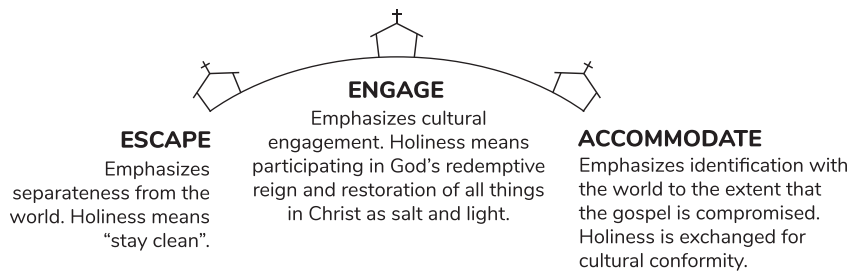 ENGAGE
Emphasizes cultural
engagement. Holiness means
participating in God’s redemptive
reign and restoration of all things
in Christ as salt and light.
ESCAPE
Emphasizes
separateness from the
world. Holiness means
“stay clean”.
ACCOMMODATE
Emphasizes identification with
the world to the extent that
the gospel is compromised.
Holiness is exchanged for
cultural conformity.